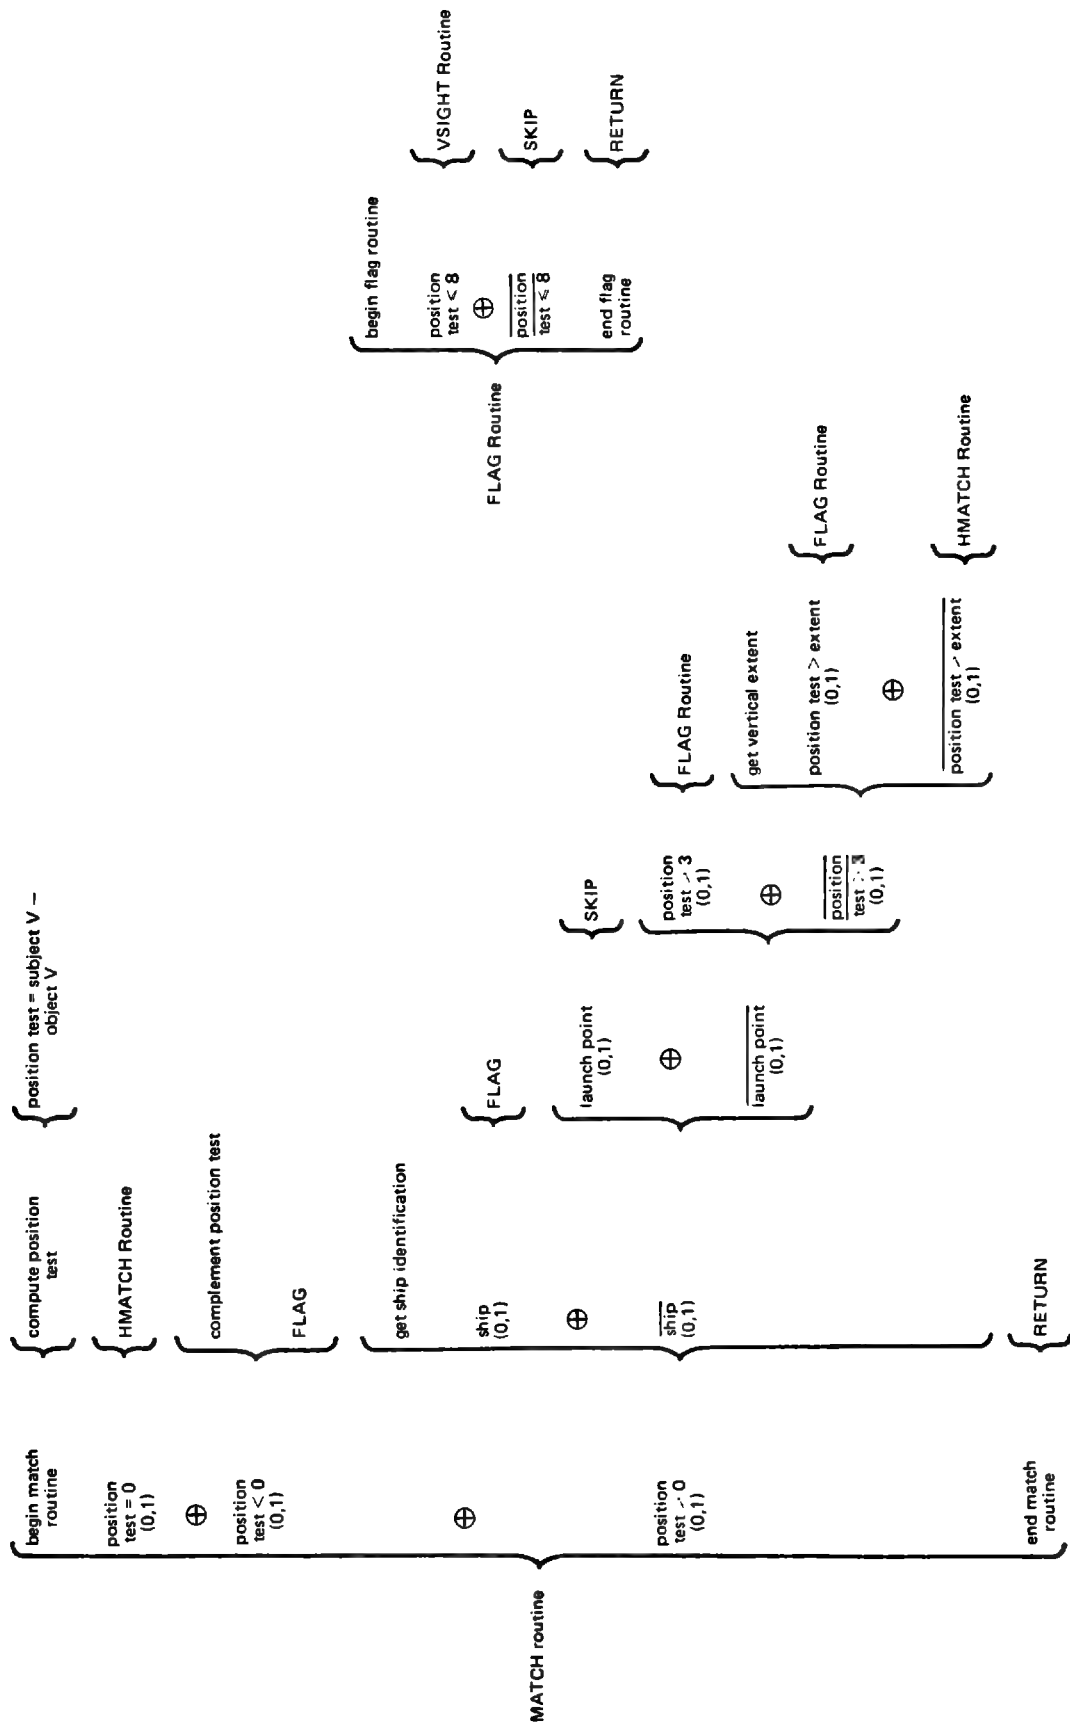 MATCH routine
begin match
routine
compute position
test
position test = subject V –
object V
position
test = 0
(0,1)
HMATCH Routine
⊕
position
test < 0
(0,1)
complement position test
FLAG
⊕
position
test > 0
(0,1)
get ship identification
ship
(0,1)
FLAG
⊕
ship
(0,1)
launch point
(0,1)
SKIP
⊕
launch point
(0,1)
position
test > 3
(0,1)
FLAG Routine
⊕
position
test > 3
(0,1)
get vertical extent
position test > extent
(0,1)
FLAG Routine
⊕
position test > extent
(0,1)
HMATCH Routine
end match
routine
RETURN
FLAG Routine
begin flag routine
position
test < 8
VSIGHT Routine
⊕
position
test < 8
SKIP
end flag
routine
RETURN